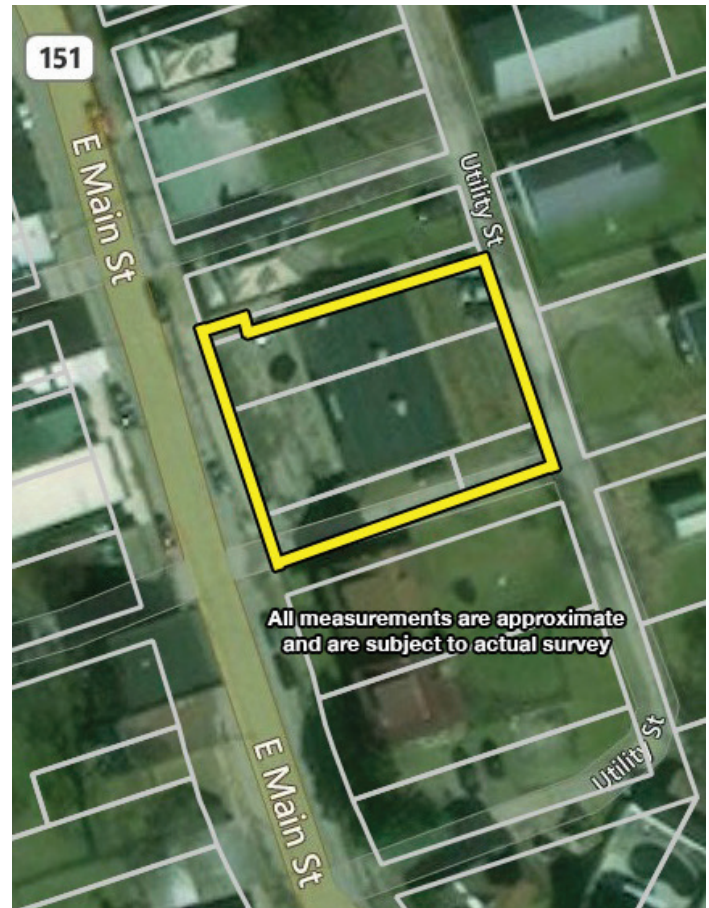 151
E Main St
Utility St
All measurements are approximate
and are subject to actual survey
Utility St
E Main St